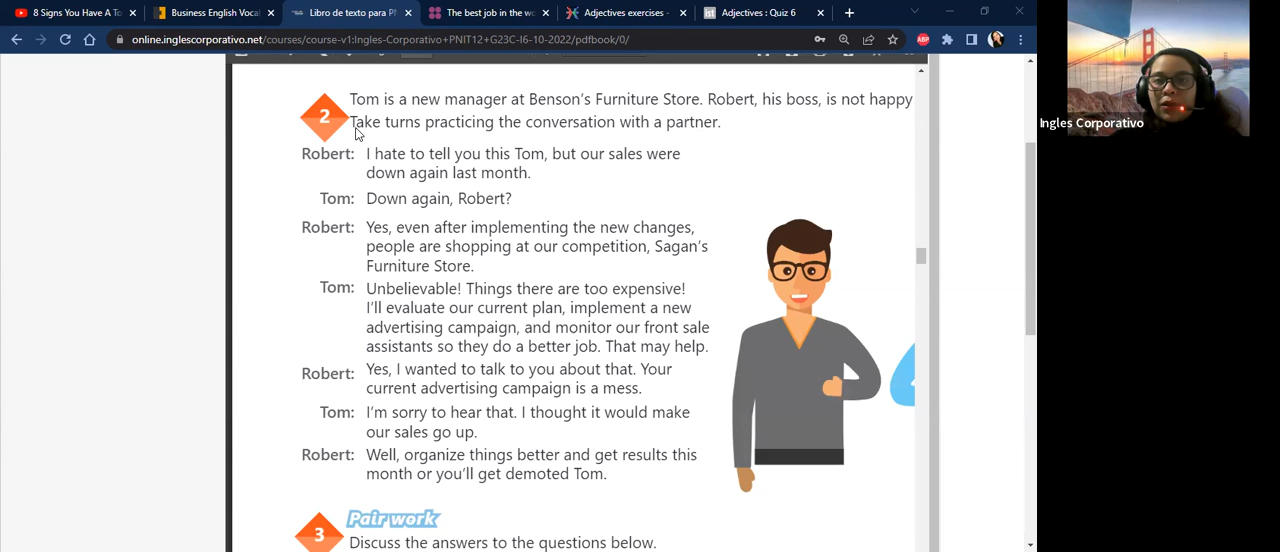 8 Signs You Have A To
Business English Vocal
Libro de texto para PN
The best job in the wo
Adjectives exercises -
Adjectives : Quiz 6
online.inglescorporativo.net/courses/course-v1:Ingles-Corporativo+PNIT12+G23C-I6-10-2022/pdfbook/0/
ABP
Ingles Corporativo
2
Tom is a new manager at Benson's Furniture Store. Robert, his boss, is not happy
Take turns practicing the conversation with a partner.
Robert: I hate to tell you this Tom, but our sales were
down again last month.
Tom: Down again, Robert?
Robert: Yes, even after implementing the new changes,
people are shopping at our competition, Sagan's
Furniture Store.
Tom: Unbelievable! Things there are too expensive!
I'll evaluate our current plan, implement a new
advertising campaign, and monitor our front sale
assistants so they do a better job. That may help.
Robert: Yes, I wanted to talk to you about that. Your
current advertising campaign is a mess.
Tom: I'm sorry to hear that. I thought it would make
our sales go up.
Robert: Well, organize things better and get results this
month or you'll get demoted Tom.
Pair work
3
Discuss the answers to the questions below.